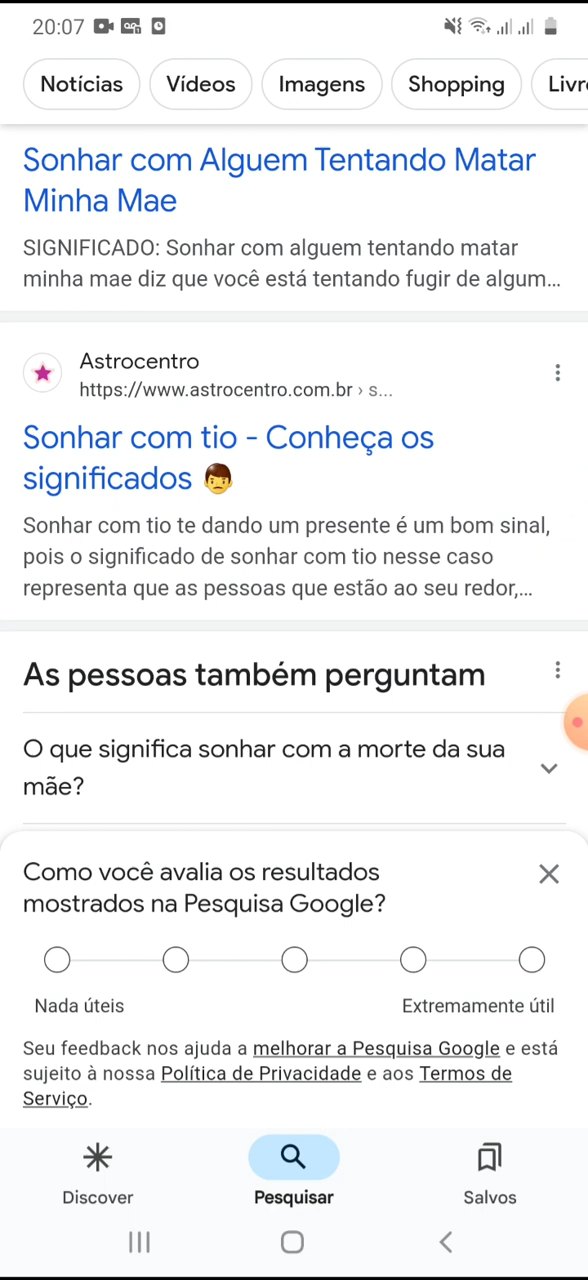 20:07
Notícias
Vídeos
Imagens
Shopping
Livr
Sonhar com Alguem Tentando Matar
Minha Mae
SIGNIFICADO: Sonhar com alguem tentando matar
minha mae diz que você está tentando fugir de algum...
Astrocentro
https://www.astrocentro.com.br › s...
Sonhar com tio - Conheça os
significados
Sonhar com tio te dando um presente é um bom sinal,
pois o significado de sonhar com tio nesse caso
representa que as pessoas que estão ao seu redor,...
As pessoas também perguntam
O que significa sonhar com a morte da sua
mãe?
Como você avalia os resultados
mostrados na Pesquisa Google?
Nada úteis
Extremamente útil
Seu feedback nos ajuda a melhorar a Pesquisa Google e está
sujeito à nossa Política de Privacidade e aos Termos de
Serviço.
Discover
Pesquisar
Salvos